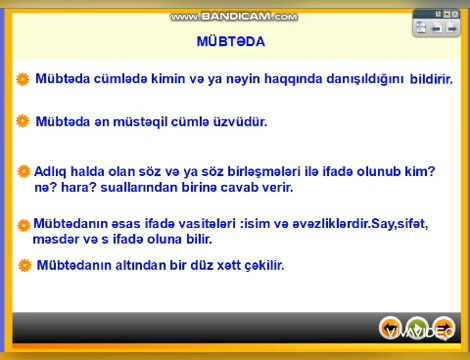 www.BANDICAM.com
MÜBTƏDA
Mübtəda cümlədə kimin və ya nəyin haqqında danışıldığını bildirir.
Mübtəda ən müstəqil cümlə üzvüdür.
Adlıq halda olan söz və ya söz birləşmələri ilə ifadə olunub kim?
nə? hara? suallarından birinə cavab verir.
Mübtədanın əsas ifadə vasitələri :isim və əvəzliklərdir.Say,sifət,
məsdər və s ifadə oluna bilir.
Mübtədanın altından bir düz xətt çəkilir.
VIVAVIDEO